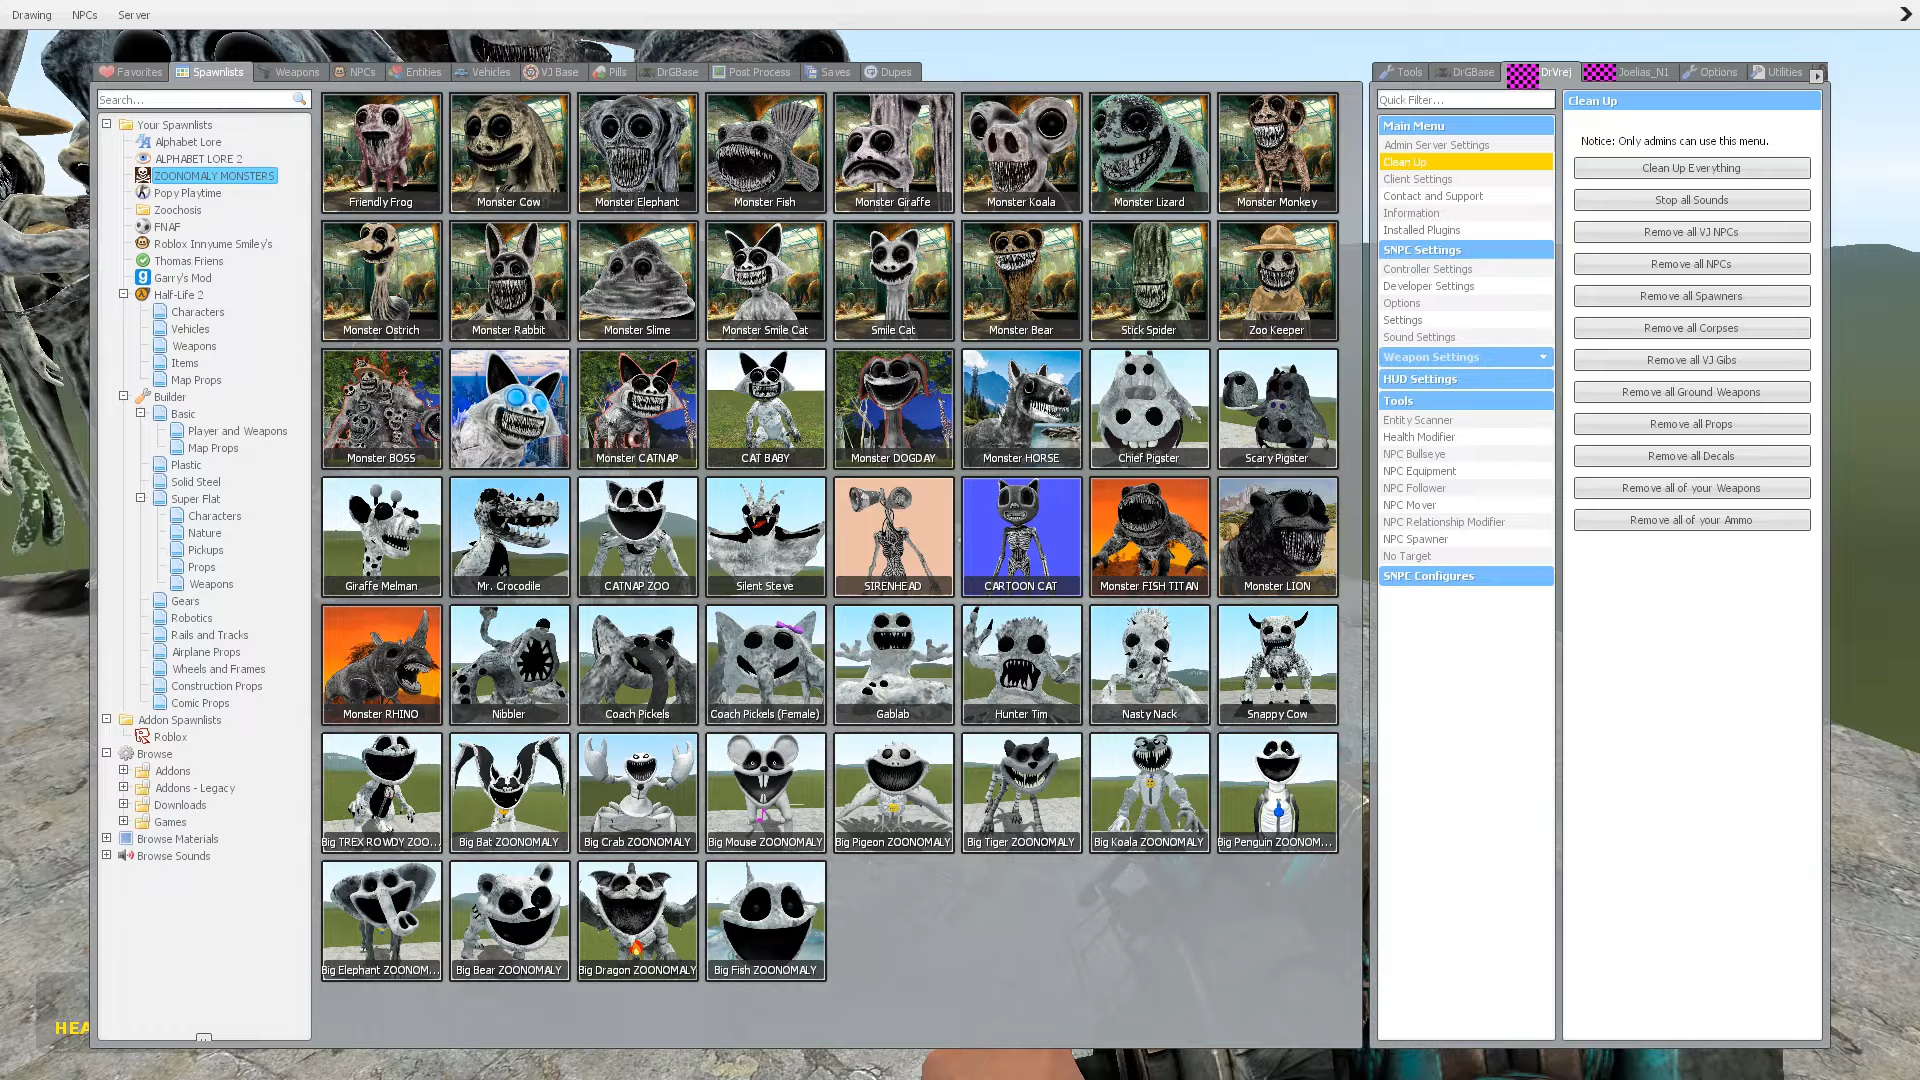 Drawing NPCs Server
Favorites Spawnlists Weapons NPCs Entities Vehicles VJ Base Pills DrGBase Post Process Saves Dupes
Search...
Your Spawnlists
Alphabet Lore
ALPHABET LORE 2
ZOONOMALY MONSTERS
Popy Playtime
Zoochosis
FNAF
Roblox Innyume Smiley's
Thomas Friens
Garry's Mod
Half-Life 2
Characters
Vehicles
Weapons
Items
Map Props
Builder
Basic
Player and Weapons
Map Props
Plastic
Solid Steel
Super Flat
Characters
Nature
Pickups
Props
Weapons
Gears
Robotics
Rails and Tracks
Airplane Props
Wheels and Frames
Construction Props
Comic Props
Addon Spawnlists
Roblox
Browse
Addons
Addons - Legacy
Downloads
Games
Browse Materials
Browse Sounds
HEA
Friendly Frog Monster Cow Monster Elephant Monster Fish Monster Giraffe Monster Koala Monster Lizard Monster Monkey
Monster Ostrich Monster Rabbit Monster Slime Monster Smile Cat Smile Cat Monster Bear Stick Spider Zoo Keeper
Monster BOSS Monster CATNAP CAT BABY Monster DOGDAY Monster HORSE Chief Pigster Scary Pigster
Giraffe Melman Mr. Crocodile CATNAP ZOO Silent Steve SIRENHEAD CARTOON CAT Monster FISH TITAN Monster LION
Monster RHINO Nibbler Coach Pickels Coach Pickels (Female) Gablab Hunter Tim Nasty Nack Snappy Cow
Big TREX ROWDY ZOO... Big Bat ZOONOMALY Big Crab ZOONOMALY Big Mouse ZOONOMALY Big Pigeon ZOONOMALY Big Tiger ZOONOMALY Big Koala ZOONOMALY Big Penguin ZOONOM...
Big Elephant ZOONOM... Big Bear ZOONOMALY Big Dragon ZOONOMALY Big Fish ZOONOMALY
Tools DrGBase DrVrej Joelias_N1 Options Utilities
Quick Filter...
Main Menu
Admin Server Settings
Clean Up
Client Settings
Contact and Support
Information
Installed Plugins
SNPC Settings
Controller Settings
Developer Settings
Options
Settings
Sound Settings
Weapon Settings
HUD Settings
Tools
Entity Scanner
Health Modifier
NPC Bullseye
NPC Equipment
NPC Follower
NPC Mover
NPC Relationship Modifier
NPC Spawner
No Target
SNPC Configures
Clean Up
Notice: Only admins can use this menu.
Clean Up Everything
Stop all Sounds
Remove all VJ NPCs
Remove all NPCs
Remove all Spawners
Remove all Corpses
Remove all VJ Gibs
Remove all Ground Weapons
Remove all Props
Remove all Decals
Remove all of your Weapons
Remove all of your Ammo